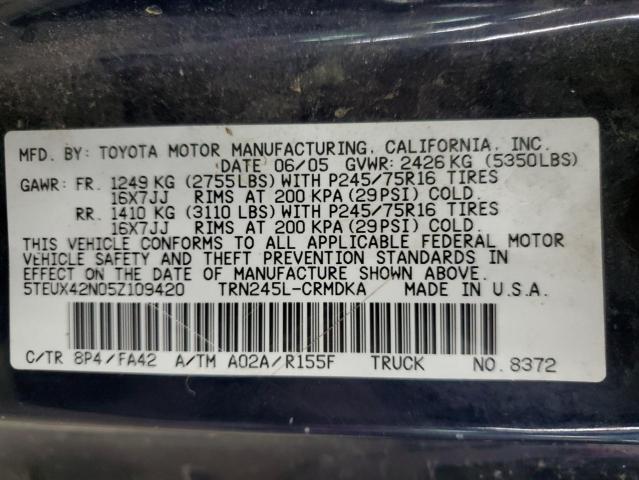 MFD. BY: TOYOTA MOTOR MANUFACTURING, CALIFORNIA, INC.
DATE 06/05 GVWR: 2426 KG (5350LBS)
GAWR: FR. 1249 KG (2755LBS) WITH P245/75R16 TIRES
16X7JJ RIMS AT 200 KPA (29PSI) COLD.
RR. 1410 KG (3110 LBS) WITH P245/75R16 TIRES
16X7JJ RIMS AT 200 KPA (29PSI) COLD.
THIS VEHICLE CONFORMS TO ALL APPLICABLE FEDERAL MOTOR
VEHICLE SAFETY AND THEFT PREVENTION STANDARDS IN
EFFECT ON THE DATE OF MANUFACTURE SHOWN ABOVE.
5TEUX42N05Z109420 TRN245L-CRMDKA MADE IN U.S.A.
C/TR 8P4/FA42 A/TM A02A/R155F TRUCK NO. 8372